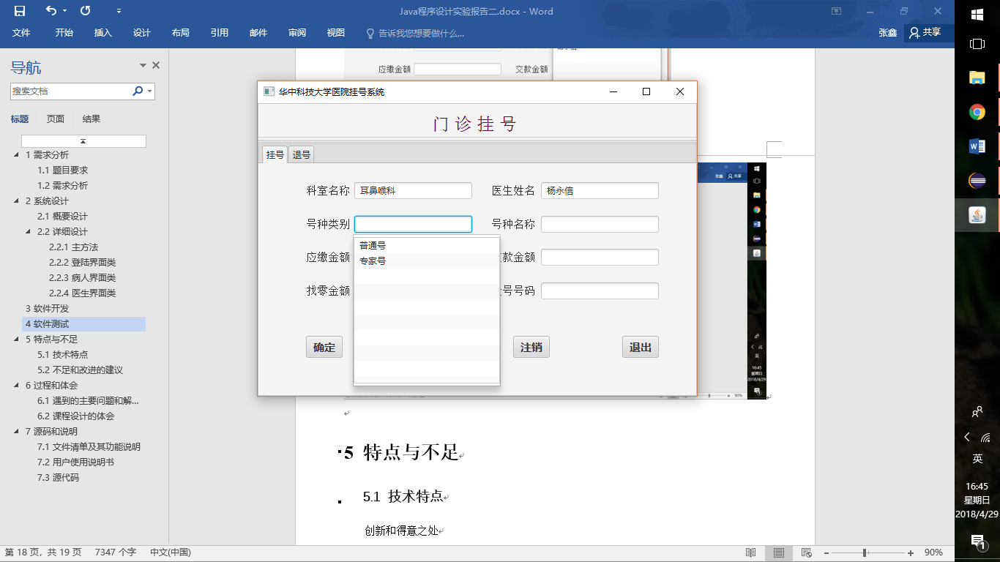 Java程序设计实验报告二.docx - Word
文件 开始 插入 设计 布局 引用 邮件 审阅 视图 告诉我您想要做什么... 张鑫 共享
导航
搜索文档
标题 页面 结果
1 需求分析
1.1 题目要求
1.2 需求分析
2 系统设计
2.1 概要设计
2.2 详细设计
2.2.1 主方法
2.2.2 登陆界面类
2.2.3 病人界面类
2.2.4 医生界面类
3 软件开发
4 软件测试
5 特点与不足
5.1 技术特点
5.2 不足和改进的建议
6 过程和体会
6.1 遇到的主要问题和解...
6.2 课程设计的体会
7 源码和说明
7.1 文件清单及其功能说明
7.2 用户使用说明书
7.3 源代码
应缴金额 交款金额
华中科技大学医院挂号系统
门 诊 挂 号
挂号 退号
科室名称 耳鼻喉科 医生姓名 杨永信
号种类别 号种名称
应缴金额 款金额
找零金额 号号码
普通号
专家号
确定 注销 退出
张鑫 共享
英
16:45
星期日
2018/4/29
90%
5 特点与不足
5.1 技术特点
创新和得意之处
第 18 页，共 19 页 7347 个字 中文(中国) 90%
英
16:45
星期日
2018/4/29
1